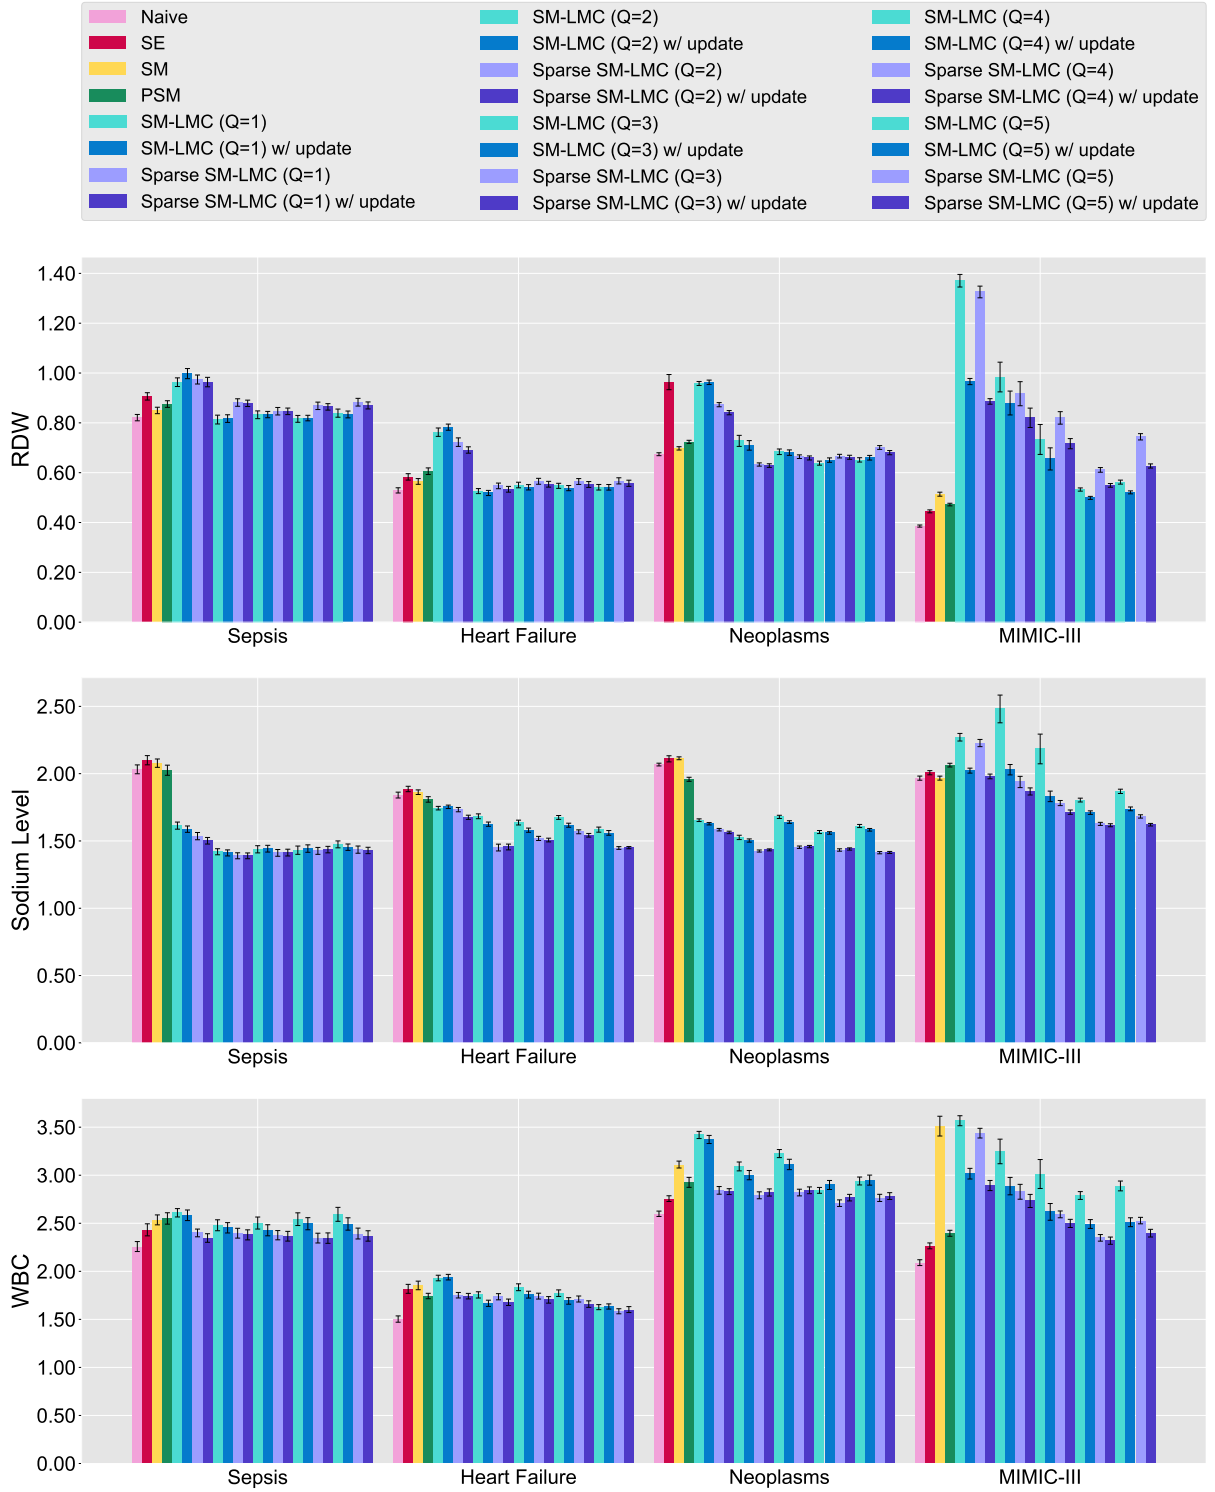 Naive
SE
SM
PSM
SM-LMC (Q=1)
SM-LMC (Q=1) w/ update
Sparse SM-LMC (Q=1)
Sparse SM-LMC (Q=1) w/ update
SM-LMC (Q=2)
SM-LMC (Q=2) w/ update
Sparse SM-LMC (Q=2)
Sparse SM-LMC (Q=2) w/ update
SM-LMC (Q=3)
SM-LMC (Q=3) w/ update
Sparse SM-LMC (Q=3)
Sparse SM-LMC (Q=3) w/ update
SM-LMC (Q=4)
SM-LMC (Q=4) w/ update
Sparse SM-LMC (Q=4)
Sparse SM-LMC (Q=4) w/ update
SM-LMC (Q=5)
SM-LMC (Q=5) w/ update
Sparse SM-LMC (Q=5)
Sparse SM-LMC (Q=5) w/ update
RDW
1.40
1.20
1.00
0.80
0.60
0.40
0.20
0.00
Sepsis
Heart Failure
Neoplasms
MIMIC-III
Sodium Level
2.50
2.00
1.50
1.00
0.50
0.00
Sepsis
Heart Failure
Neoplasms
MIMIC-III
WBC
3.50
3.00
2.50
2.00
1.50
1.00
0.50
0.00
Sepsis
Heart Failure
Neoplasms
MIMIC-III